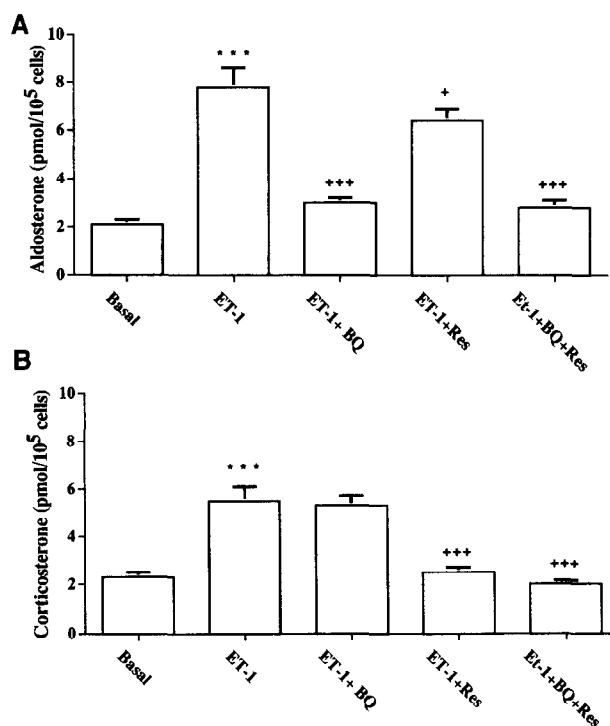 A
Aldosterone (pmol/10⁵ cells)
10
8
6
4
2
0
* * *
+++
+
+++
Basal
ET-1
ET-1+ BQ
ET-1+Res
Et-1+BQ+Res
B
Corticosterone (pmol/10⁵ cells)
10
8
6
4
2
0
* * *
+++
+++
Basal
ET-1
ET-1+ BQ
ET-1+Res
Et-1+BQ+Res